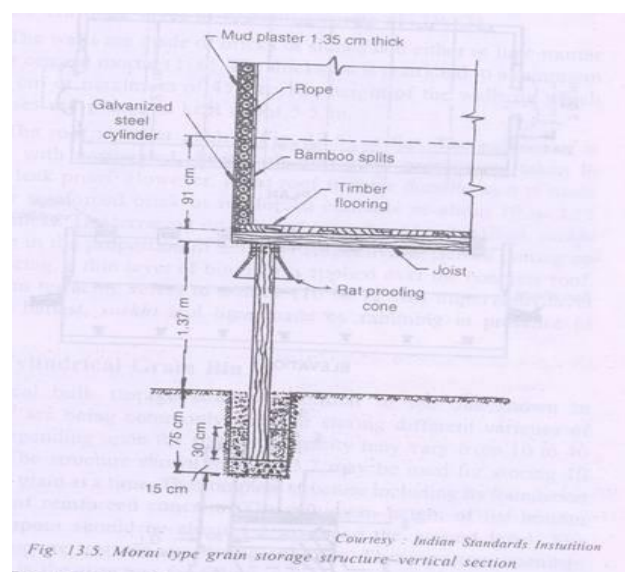 Mud plaster 1.35 cm thick
Rope
Galvanized
steel
cylinder
Bamboo splits
91 cm
Timber
flooring
Joist
Rat proofing
cone
1.37 m
75 cm
30 cm
15 cm
Courtesy : Indian Standards Instutition
Fig. 13.5. Morai type grain storage structure-vertical section